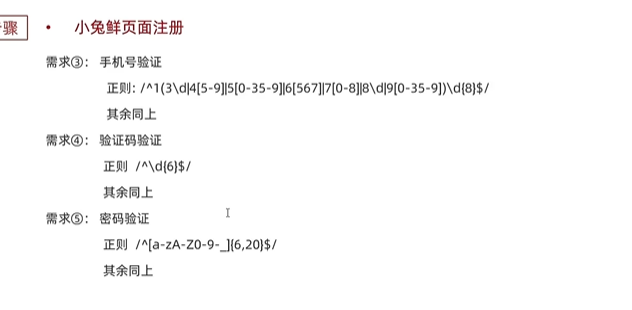 骤
• 小兔鲜页面注册
需求③： 手机号验证
正则: /^1(3\d|4[5-9]|5[0-35-9]|6[567]|7[0-8]|8\d|9[0-35-9])\d{8}$/
其余同上
需求④： 验证码验证
正则 /^\d{6}$/
其余同上
需求⑤： 密码验证
正则 /^[a-zA-Z0-9-_]{6,20}$/
其余同上